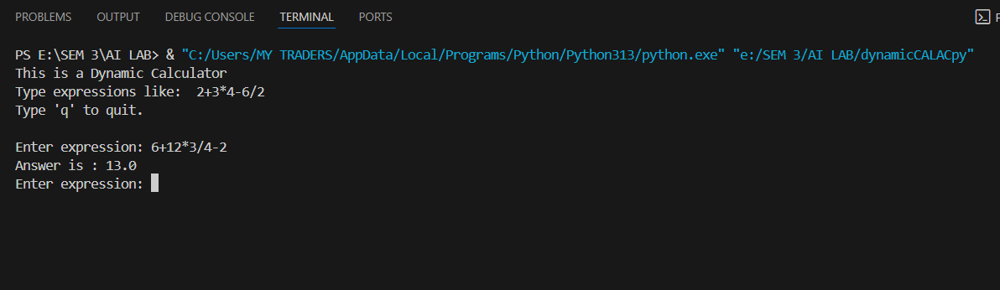 PROBLEMS OUTPUT DEBUG CONSOLE TERMINAL PORTS
PS E:\SEM 3\AI LAB> & "C:/Users/MY TRADERS/AppData/Local/Programs/Python/Python313/python.exe" "e:/SEM 3/AI LAB/dynamicCALACpy"
This is a Dynamic Calculator
Type expressions like:  2+3*4-6/2
Type 'q' to quit.
Enter expression: 6+12*3/4-2
Answer is : 13.0
Enter expression: